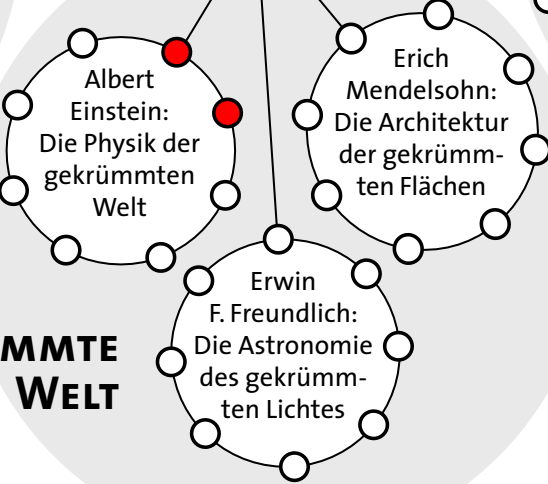 Albert
Einstein:
Die Physik der
gekrümmten
Welt
Erich
Mendelsohn:
Die Architektur
der gekrümm-
ten Flächen
Erwin
F. Freundlich:
Die Astronomie
des gekrümm-
ten Lichtes
MMTE
WELT